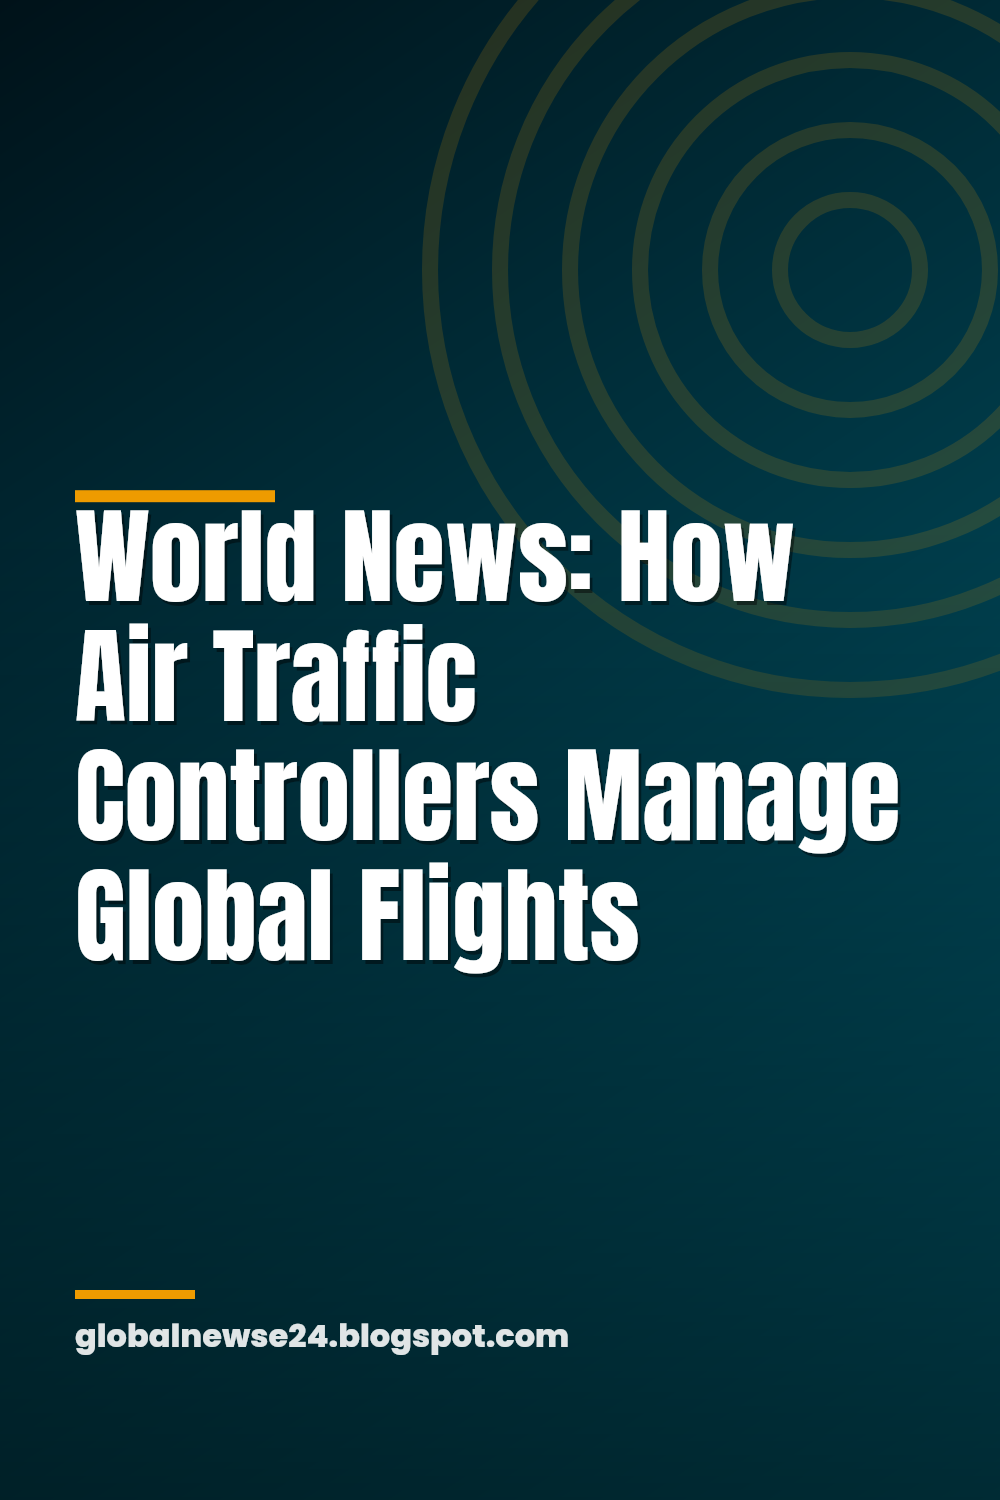 World News: How
Air Traffic
Controllers Manage
Global Flights
globalnewse24.blogspot.com